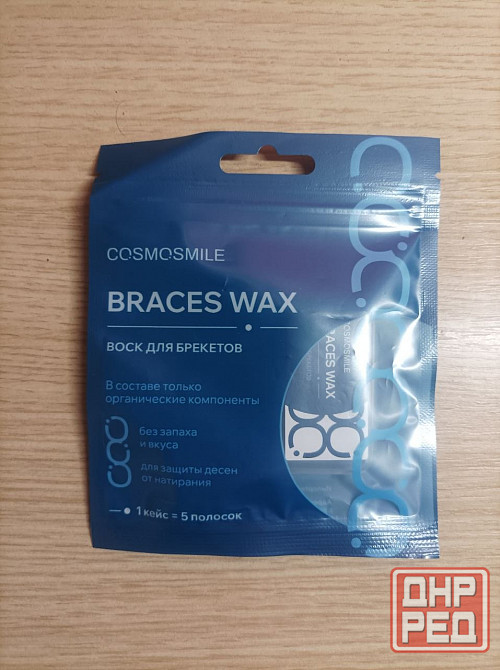 COSMOSMILE
BRACES WAX
ВОСК ДЛЯ БРЕКЕТОВ
В составе только
органические компоненты
без запаха
и вкуса
для защиты десен
от натирания
1 кейс = 5 полосок
COSMOSMILE
BRACES WAX
ДНР
РЕД